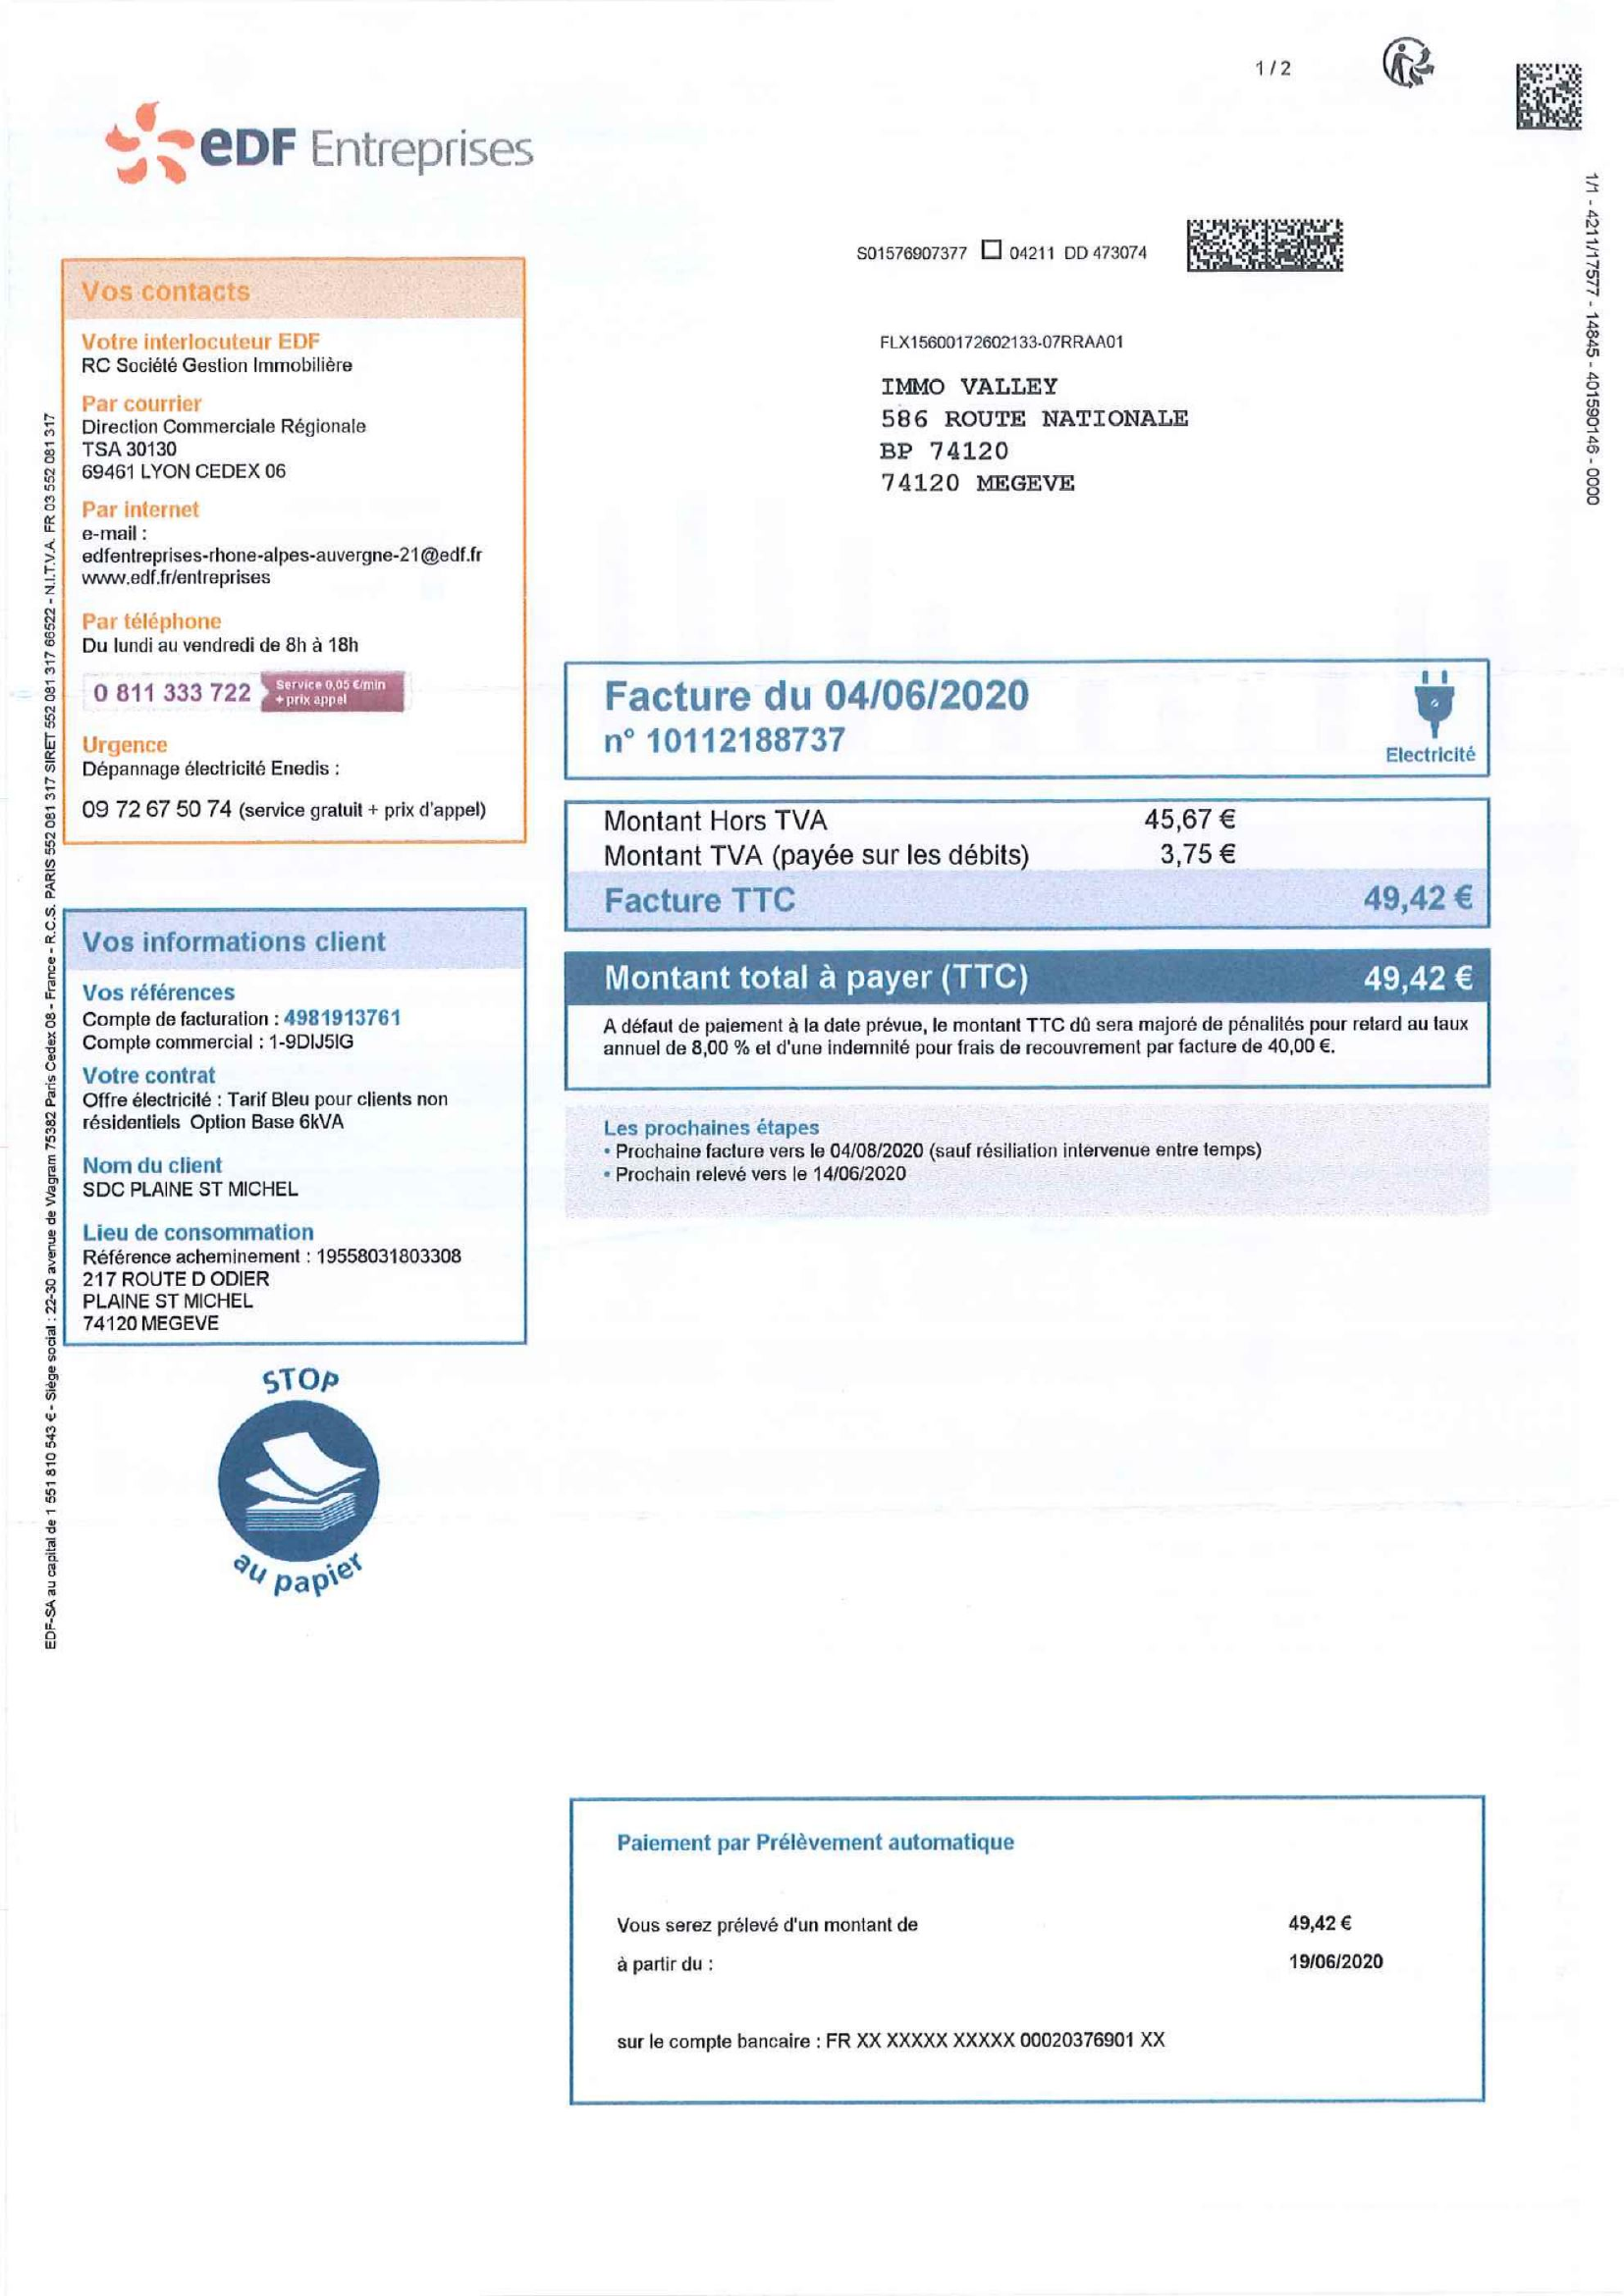 1 / 2
eDF Entreprises
1/1 - 4211/17577 - 14845 - 401590146 - 0000
S01576907377 04211 DD 473074
FLX15600172602133-07RRAA01
IMMO VALLEY
586 ROUTE NATIONALE
BP 74120
74120 MEGEVE
Vos contacts
Votre interlocuteur EDF
RC Société Gestion Immobilière
Par courrier
Direction Commerciale Régionale
TSA 30130
69461 LYON CEDEX 06
Par internet
e-mail :
edfentreprises-rhone-alpes-auvergne-21@edf.fr
www.edf.fr/entreprises
Par téléphone
Du lundi au vendredi de 8h à 18h
0 811 333 722 Service 0,05 €/min
+ prix appel
Urgence
Dépannage électricité Enedis :
09 72 67 50 74 (service gratuit + prix d'appel)
Facture du 04/06/2020
n° 10112188737
Electricité
Montant Hors TVA 45,67 €
Montant TVA (payée sur les débits) 3,75 €
Facture TTC 49,42 €
Montant total à payer (TTC) 49,42 €
A défaut de paiement à la date prévue, le montant TTC dû sera majoré de pénalités pour retard au taux
annuel de 8,00 % et d'une indemnité pour frais de recouvrement par facture de 40,00 €.
Les prochaines étapes
• Prochaine facture vers le 04/08/2020 (sauf résiliation intervenue entre temps)
• Prochain relevé vers le 14/06/2020
Vos informations client
Vos références
Compte de facturation : 4981913761
Compte commercial : 1-9DIJ5IG
Votre contrat
Offre électricité : Tarif Bleu pour clients non
résidentiels Option Base 6kVA
Nom du client
SDC PLAINE ST MICHEL
Lieu de consommation
Référence acheminement : 19558031803308
217 ROUTE D ODIER
PLAINE ST MICHEL
74120 MEGEVE
STOP
au papier
EDF-SA au capital de 1 551 810 543 € - Siège social : 22-30 avenue de Wagram 75382 Paris Cedex 08 - France - R.C.S. PARIS 552 081 317 SIRET 552 081 317 66522 - N.I.T.V.A. FR 03 552 081 317
Paiement par Prélèvement automatique
Vous serez prélevé d'un montant de 49,42 €
à partir du : 19/06/2020
sur le compte bancaire : FR XX XXXXX XXXXX 00020376901 XX